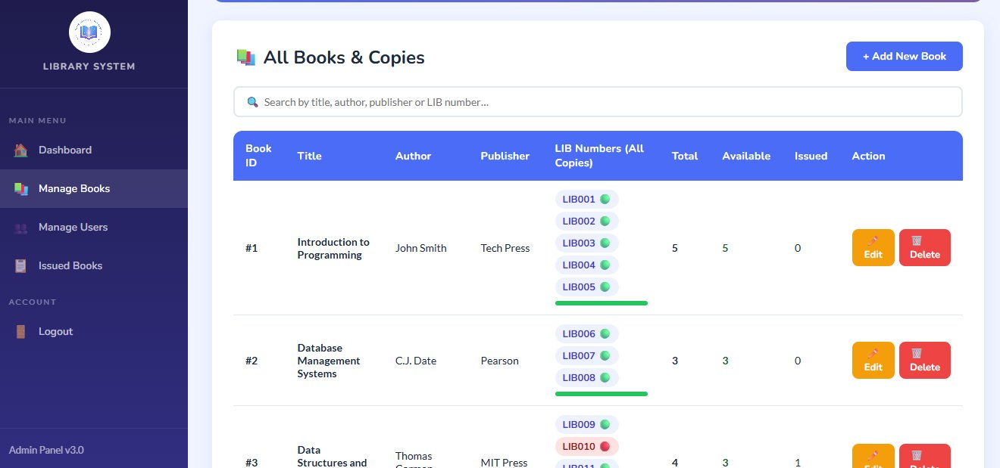 LIBRARY SYSTEM
MAIN MENU
Dashboard
Manage Books
Manage Users
Issued Books
ACCOUNT
Logout
Admin Panel v3.0
All Books & Copies
+ Add New Book
Search by title, author, publisher or LIB number...
Book
ID
Title
Author
Publisher
LIB Numbers (All
Copies)
Total
Available
Issued
Action
#1
Introduction to
Programming
John Smith
Tech Press
LIB001
LIB002
LIB003
LIB004
LIB005
5
5
0
Edit
Delete
#2
Database
Management
Systems
C.J. Date
Pearson
LIB006
LIB007
LIB008
3
3
0
Edit
Delete
#3
Data
Structures and
Thomas
MIT Press
LIB009
LIB010
LIB011
4
3
1